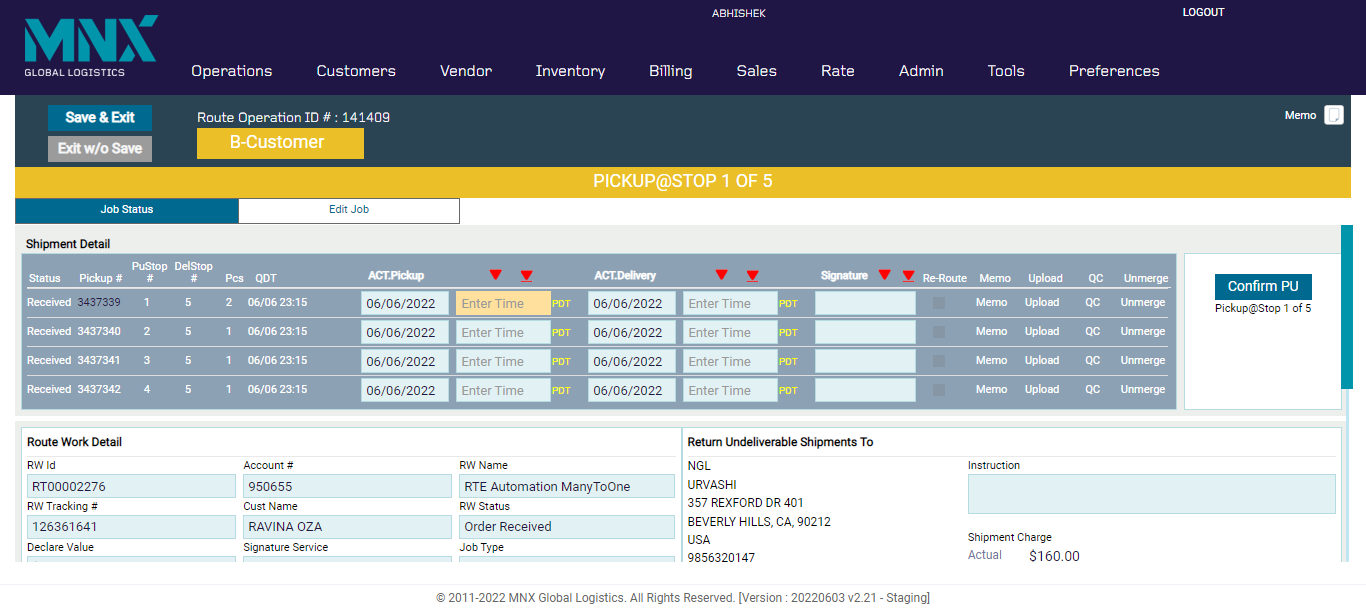 ABHISHEK
LOGOUT
MNX
GLOBAL LOGISTICS
Operations Customers Vendor Inventory Billing Sales Rate Admin Tools Preferences
Save & Exit
Route Operation ID # : 141409
Memo
Exit w/o Save
B-Customer
PICKUP@STOP 1 OF 5
Job Status Edit Job
Shipment Detail
Status Pickup # PuStop # DelStop # Pcs QDT ACT.Pickup ACT.Delivery Signature Re-Route Memo Upload QC Unmerge
Received 3437339 1 5 2 06/06 23:15 06/06/2022 Enter Time PDT 06/06/2022 Enter Time PDT Memo Upload QC Unmerge
Received 3437340 2 5 1 06/06 23:15 06/06/2022 Enter Time PDT 06/06/2022 Enter Time PDT Memo Upload QC Unmerge
Received 3437341 3 5 1 06/06 23:15 06/06/2022 Enter Time PDT 06/06/2022 Enter Time PDT Memo Upload QC Unmerge
Received 3437342 4 5 1 06/06 23:15 06/06/2022 Enter Time PDT 06/06/2022 Enter Time PDT Memo Upload QC Unmerge
Confirm PU
Pickup@Stop 1 of 5
Route Work Detail
RW Id Account # RW Name
RT00002276 950655 RTE Automation ManyToOne
RW Tracking # Cust Name RW Status
126361641 RAVINA OZA Order Received
Declare Value Signature Service Job Type
Return Undeliverable Shipments To
NGL
URVASHI
357 REXFORD DR 401
BEVERLY HILLS, CA, 90212
USA
9856320147
Instruction
Shipment Charge
Actual $160.00
© 2011-2022 MNX Global Logistics. All Rights Reserved. [Version : 20220603 v2.21 - Staging]